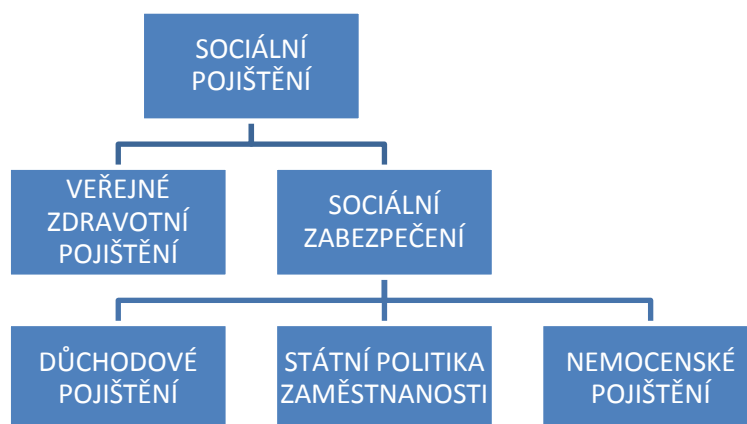 SOCIÁLNÍ
POJIŠTĚNÍ
VEŘEJNÉ
ZDRAVOTNÍ
POJIŠTĚNÍ
SOCIÁLNÍ
ZABEZPEČENÍ
DŮCHODOVÉ
POJIŠTĚNÍ
STÁTNÍ POLITIKA
ZAMĚSTNANOSTI
NEMOCENSKÉ
POJIŠTĚNÍ